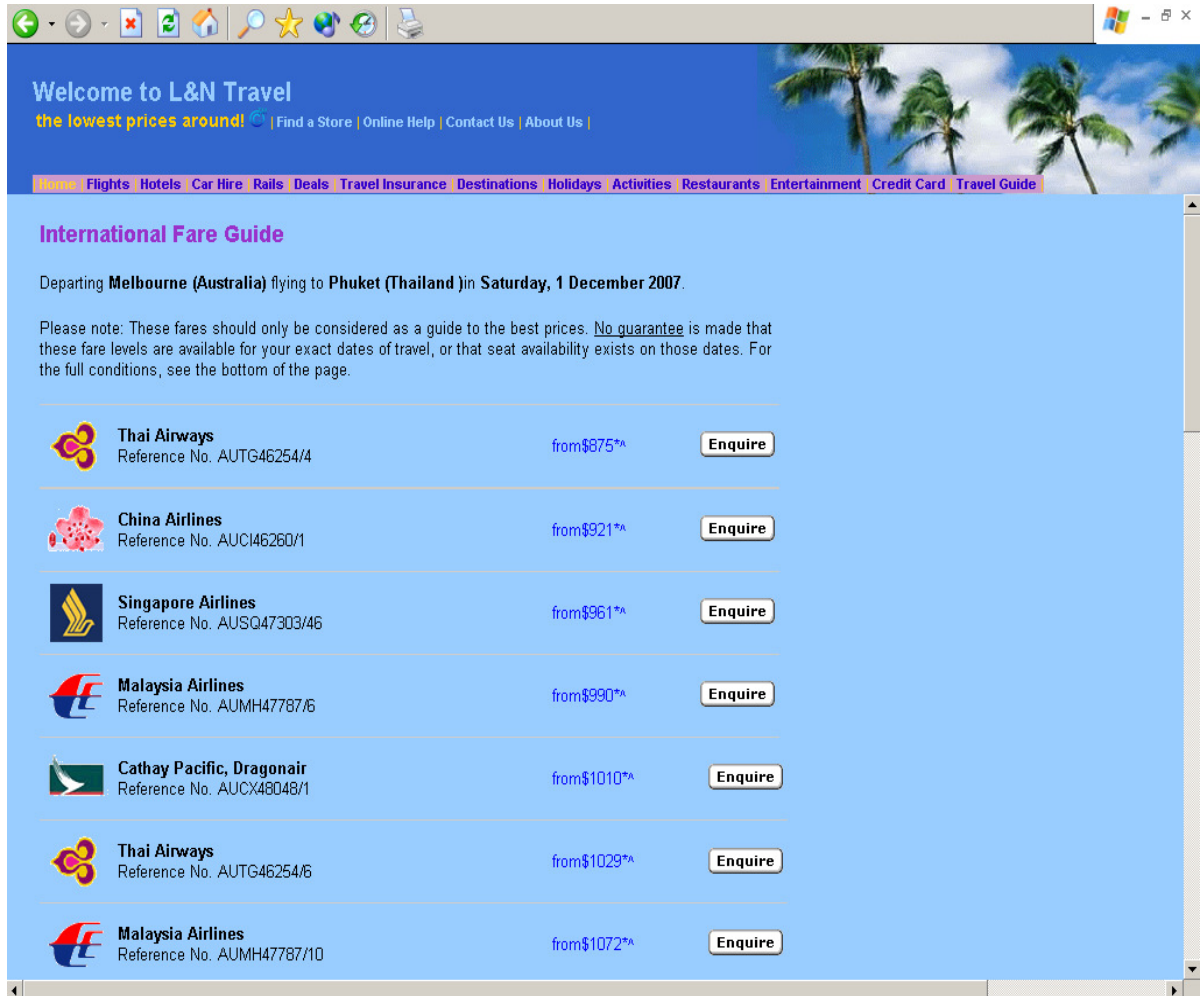 Welcome to L&N Travel
the lowest prices around! | Find a Store | Online Help | Contact Us | About Us |
| Home | Flights | Hotels | Car Hire | Rails | Deals | Travel Insurance | Destinations | Holidays | Activities | Restaurants | Entertainment | Credit Card | Travel Guide |
International Fare Guide
Departing Melbourne (Australia) flying to Phuket (Thailand )in Saturday, 1 December 2007.
Please note: These fares should only be considered as a guide to the best prices. No guarantee is made that
these fare levels are available for your exact dates of travel, or that seat availability exists on those dates. For
the full conditions, see the bottom of the page.
Thai Airways
Reference No. AUTG46254/4
from$875*^
Enquire
China Airlines
Reference No. AUCI46260/1
from$921*^
Enquire
Singapore Airlines
Reference No. AUSQ47303/46
from$961*^
Enquire
Malaysia Airlines
Reference No. AUMH47787/6
from$990*^
Enquire
Cathay Pacific, Dragonair
Reference No. AUCX48048/1
from$1010*^
Enquire
Thai Airways
Reference No. AUTG46254/6
from$1029*^
Enquire
Malaysia Airlines
Reference No. AUMH47787/10
from$1072*^
Enquire